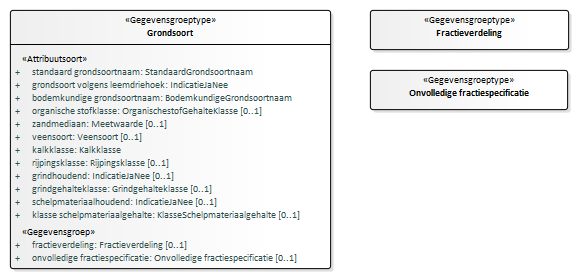 «Gegevensgroeptype»
Grondsoort
«Attribuutsoort»
+ standaard grondsoortnaam: StandaardGrondsoortnaam
+ grondsoort volgens leemdriehoek: IndicatieJaNee
+ bodemkundige grondsoortnaam: BodemkundigeGrondsoortnaam
+ organische stofklasse: OrganischestofGehalteKlasse [0..1]
+ zandmediaan: Meetwaarde [0..1]
+ veensoort: Veensoort [0..1]
+ kalkklasse: Kalkklasse
+ rijpingsklasse: Rijpingsklasse [0..1]
+ grindhoudend: IndicatieJaNee [0..1]
+ grindgehalteklasse: Grindgehalteklasse [0..1]
+ schelpmateriaalhoudend: IndicatieJaNee [0..1]
+ klasse schelpmateriaalgehalte: KlasseSchelpmateriaalgehalte [0..1]
«Gegevensgroep»
+ fractieverdeling: Fractieverdeling [0..1]
+ onvolledige fractiespecificatie: Onvolledige fractiespecificatie [0..1]
«Gegevensgroeptype»
Fractieverdeling
«Gegevensgroeptype»
Onvolledige fractiespecificatie